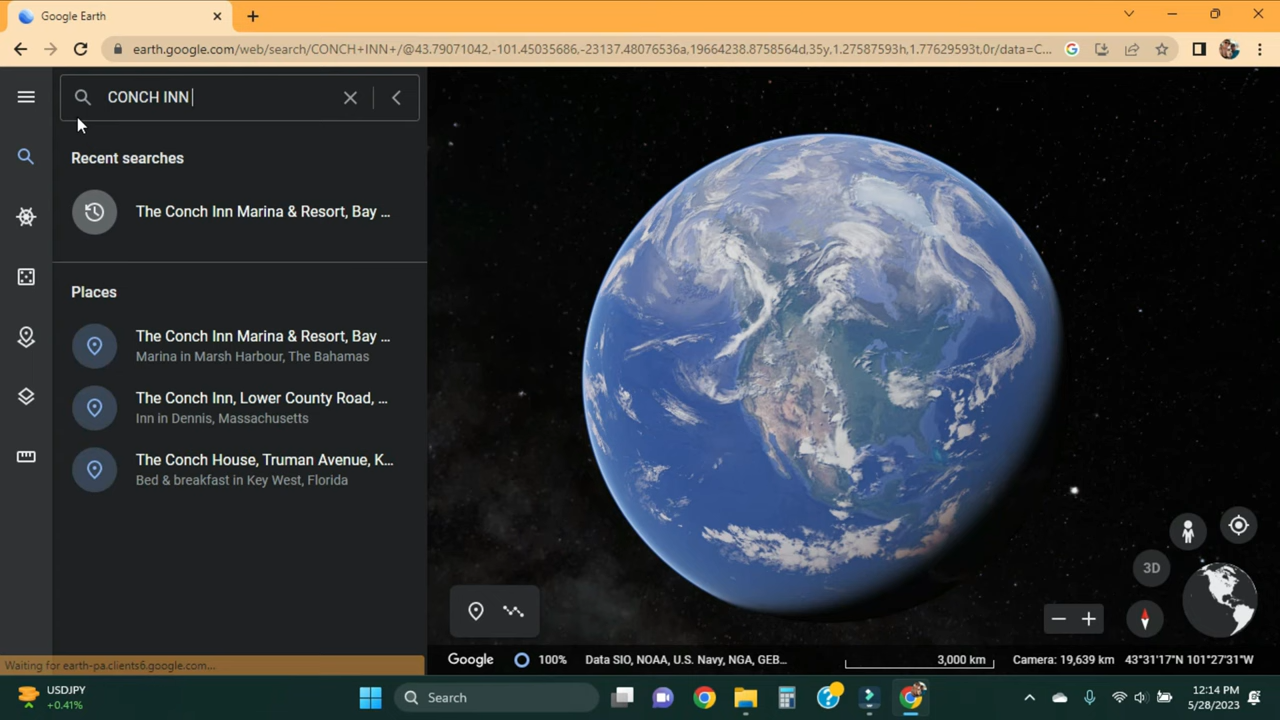 Google Earth
earth.google.com/web/search/CONCH+INN+/@43.79071042,-101.45035686,-23137.48076536a,19664238.8758564d,35y,1.27587593h,1.77629593t,0r/data=C...
CONCH INN
Recent searches
The Conch Inn Marina & Resort, Bay ...
Places
The Conch Inn Marina & Resort, Bay ...
Marina in Marsh Harbour, The Bahamas
The Conch Inn, Lower County Road, ...
Inn in Dennis, Massachusetts
The Conch House, Truman Avenue, K...
Bed & breakfast in Key West, Florida
3D
Google 100% Data SIO, NOAA, U.S. Navy, NGA, GEB... 3,000 km Camera: 19,639 km 43°31'17"N 101°27'31"W
Waiting for earth-pa.clients6.google.com...
USDJPY
+0.41%
Search
12:14 PM
5/28/2023